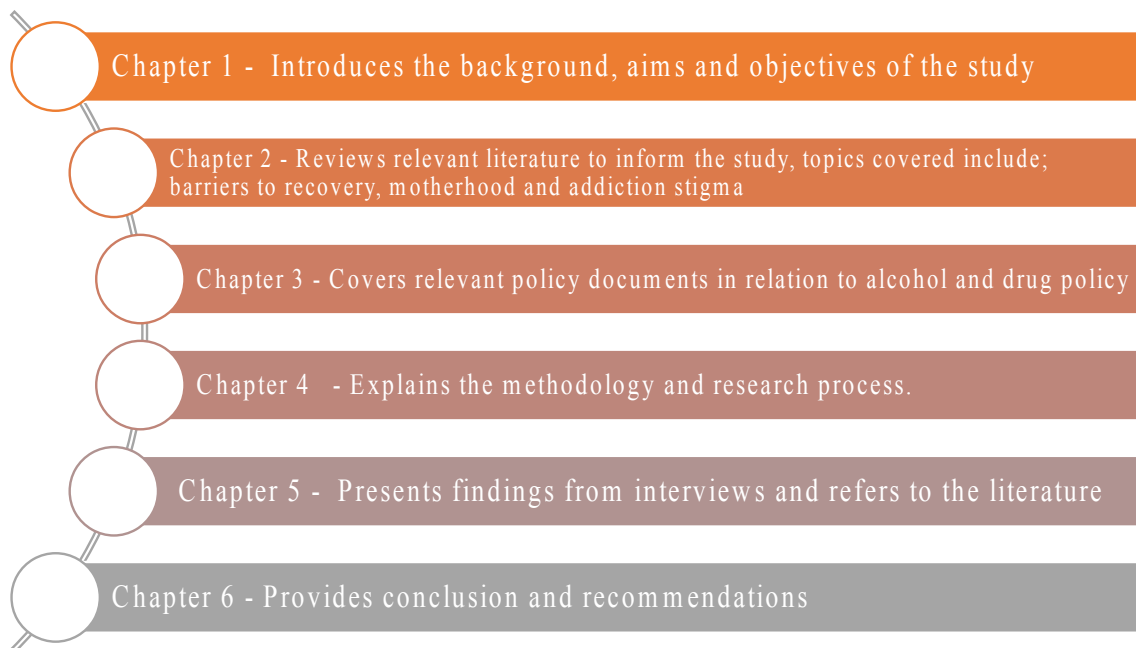 Chapter 1 - Introduces the background, aims and objectives of the study
Chapter 2 - Reviews relevant literature to inform the study, topics covered include;
barriers to recovery, motherhood and addiction stigma
Chapter 3 - Covers relevant policy documents in relation to alcohol and drug policy
Chapter 4 - Explains the methodology and research process.
Chapter 5 - Presents findings from interviews and refers to the literature
Chapter 6 - Provides conclusion and recommendations